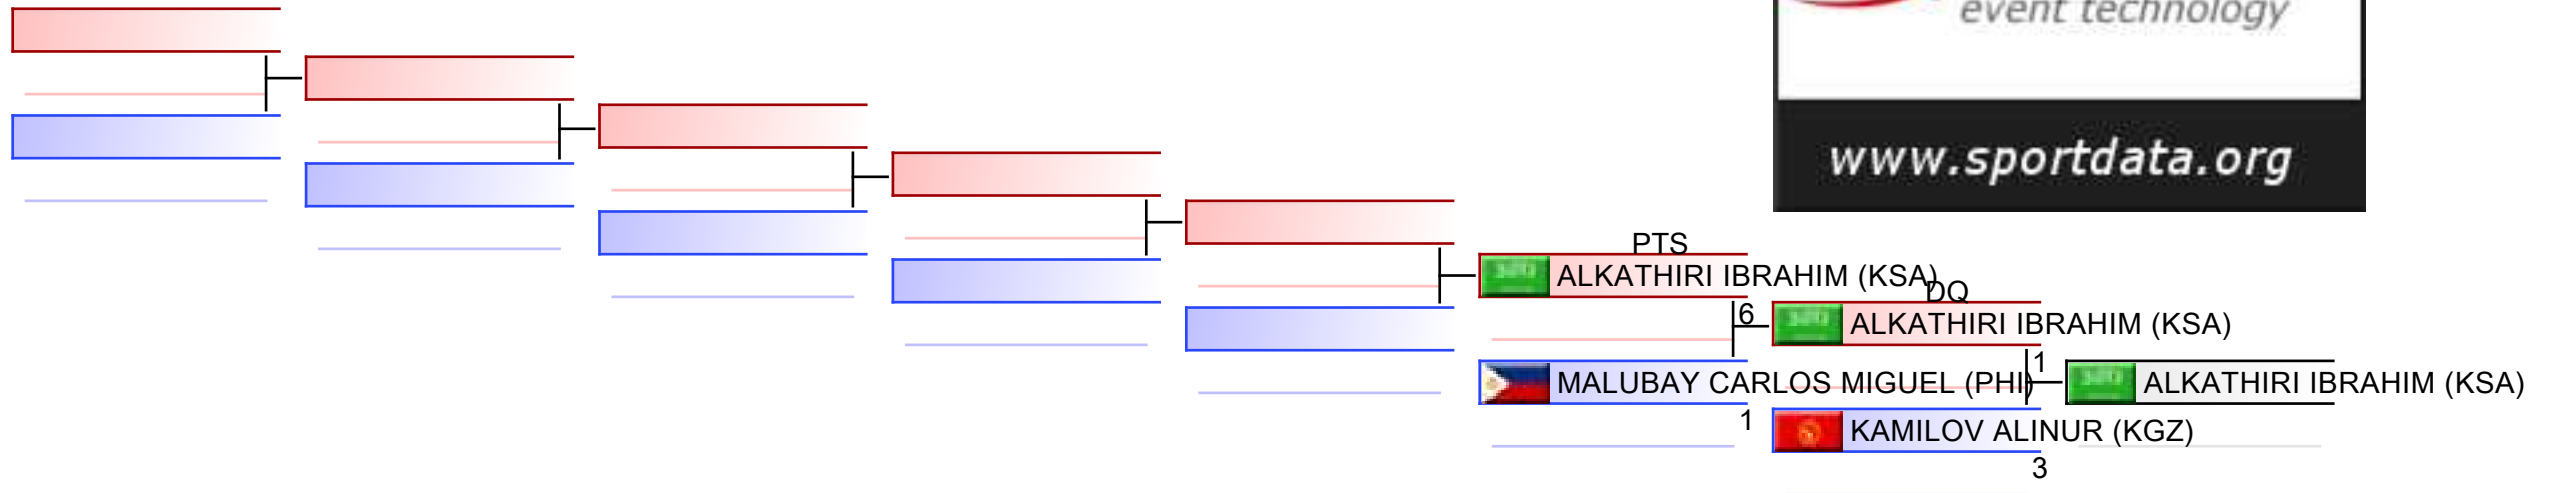 event technology
www.sportdata.org
PTS
ALKATHIRI IBRAHIM (KSA)
6
MALUBAY CARLOS MIGUEL (PHI)
1
DQ
ALKATHIRI IBRAHIM (KSA)
1
KAMILOV ALINUR (KGZ)
3
ALKATHIRI IBRAHIM (KSA)